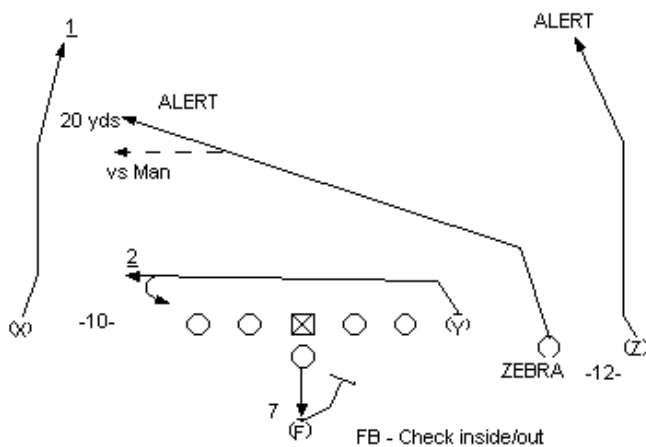 1
ALERT
ALERT
20 yds
vs Man
2
(X)
-10-
(Y)
ZEBRA
-12-
(Z)
7
(F)
FB - Check inside/out